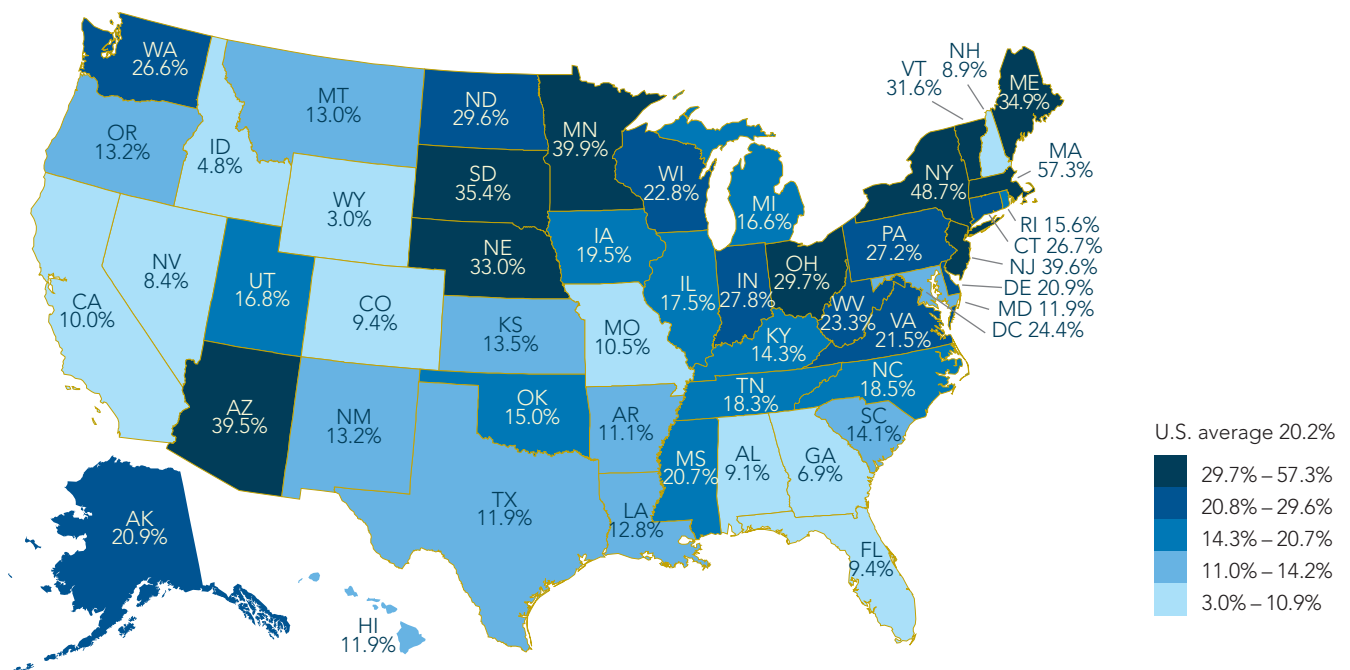 WA
26.6%
OR
13.2%
CA
10.0%
ID
4.8%
NV
8.4%
MT
13.0%
WY
3.0%
UT
16.8%
AZ
39.5%
CO
9.4%
NM
13.2%
ND
29.6%
SD
35.4%
NE
33.0%
KS
13.5%
OK
15.0%
TX
11.9%
MN
39.9%
IA
19.5%
MO
10.5%
AR
11.1%
LA
12.8%
WI
22.8%
IL
17.5%
MS
20.7%
MI
16.6%
IN
27.8%
KY
14.3%
TN
18.3%
AL
9.1%
OH
29.7%
WV
23.3%
GA
6.9%
FL
9.4%
SC
14.1%
NC
18.5%
VA
21.5%
PA
27.2%
NY
48.7%
VT
31.6%
NH
8.9%
ME
34.9%
MA
57.3%
RI 15.6%
CT 26.7%
NJ 39.6%
DE 20.9%
MD 11.9%
DC 24.4%
AK
20.9%
HI
11.9%
U.S. average 20.2%
29.7% – 57.3%
20.8% – 29.6%
14.3% – 20.7%
11.0% – 14.2%
3.0% – 10.9%